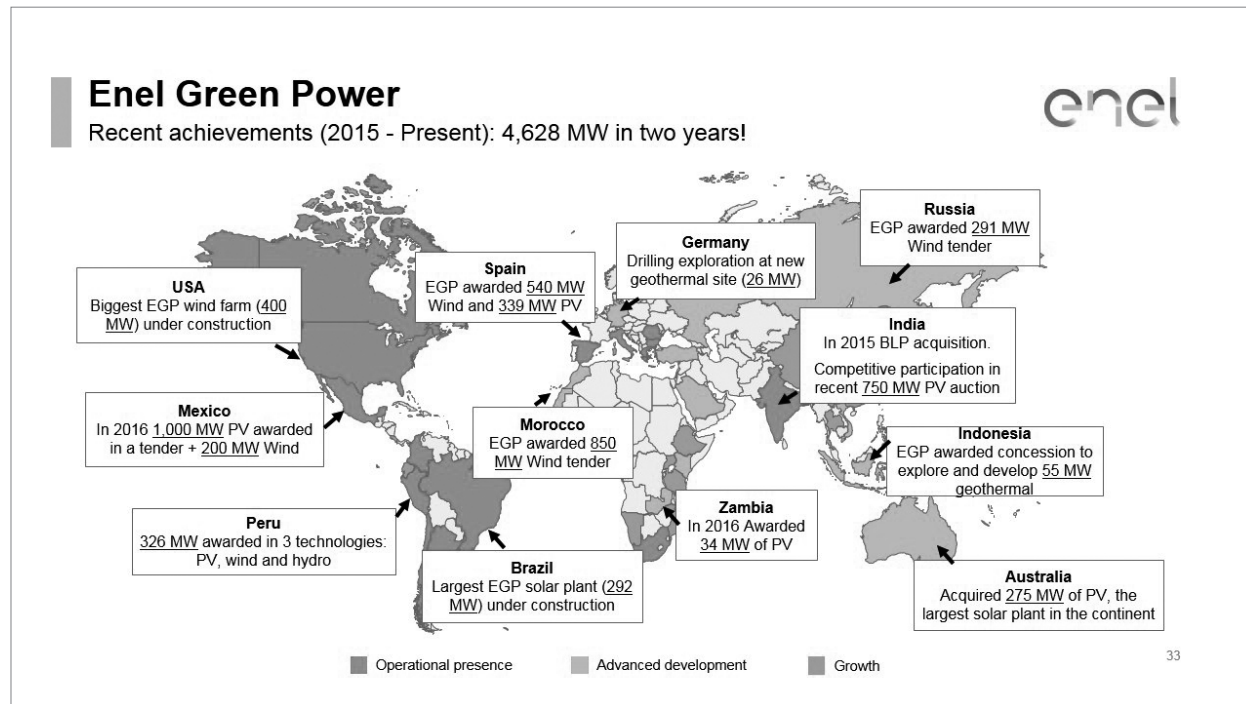 Enel Green Power
enel
Recent achievements (2015 - Present): 4,628 MW in two years!
Russia
EGP awarded 291 MW
Wind tender
Germany
Drilling exploration at new
geothermal site (26 MW)
Spain
EGP awarded 540 MW
Wind and 339 MW PV
USA
Biggest EGP wind farm (400
MW) under construction
India
In 2015 BLP acquisition.
Competitive participation in
recent 750 MW PV auction
Mexico
In 2016 1,000 MW PV awarded
in a tender + 200 MW Wind
Morocco
EGP awarded 850
MW Wind tender
Indonesia
EGP awarded concession to
explore and develop 55 MW
geothermal
Zambia
In 2016 Awarded
34 MW of PV
Peru
326 MW awarded in 3 technologies:
PV, wind and hydro
Brazil
Largest EGP solar plant (292
MW) under construction
Australia
Acquired 275 MW of PV, the
largest solar plant in the continent
Operational presence
Advanced development
Growth
33